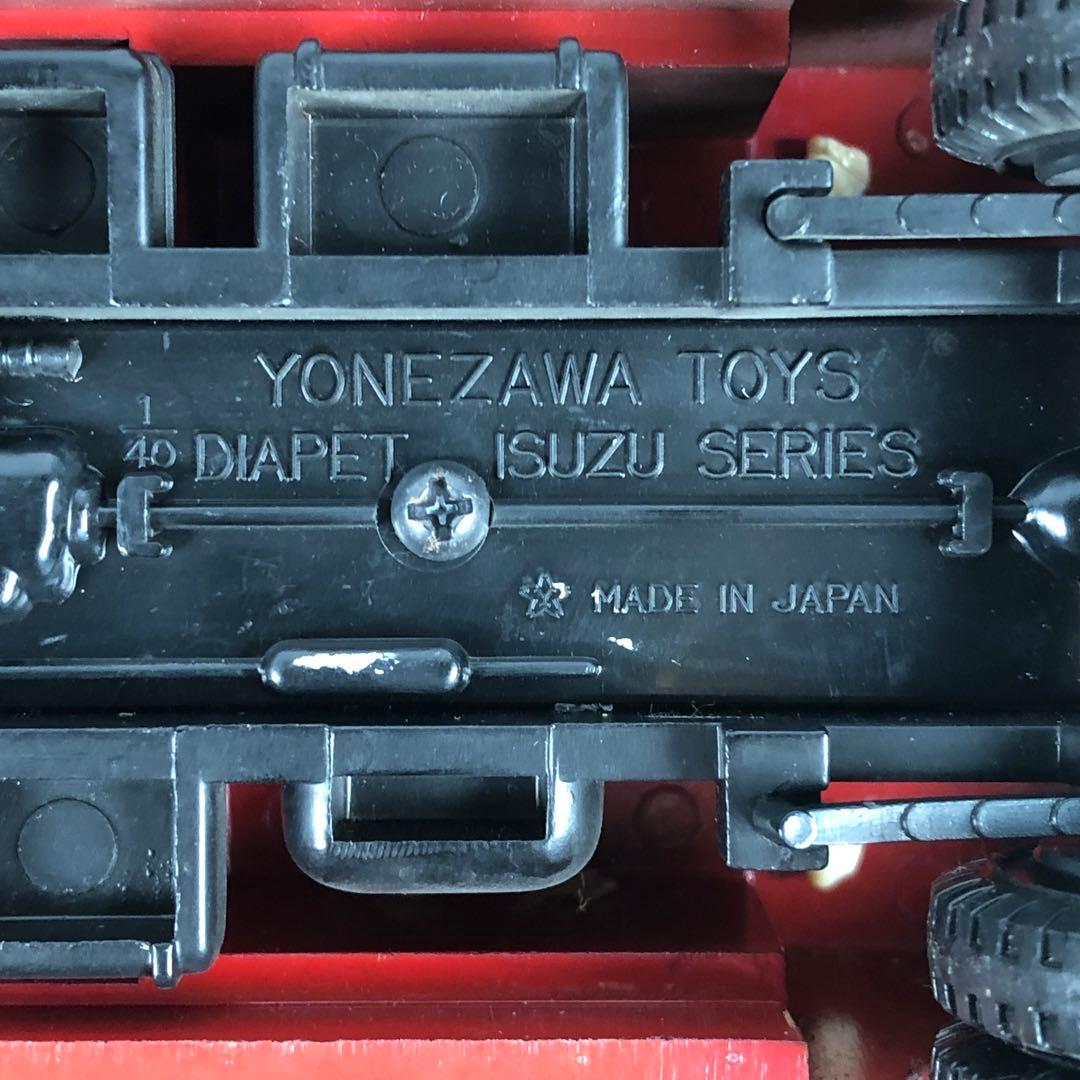 YONEZAWA TOYS
1/40 DIAPET ISUZU SERIES
MADE IN JAPAN